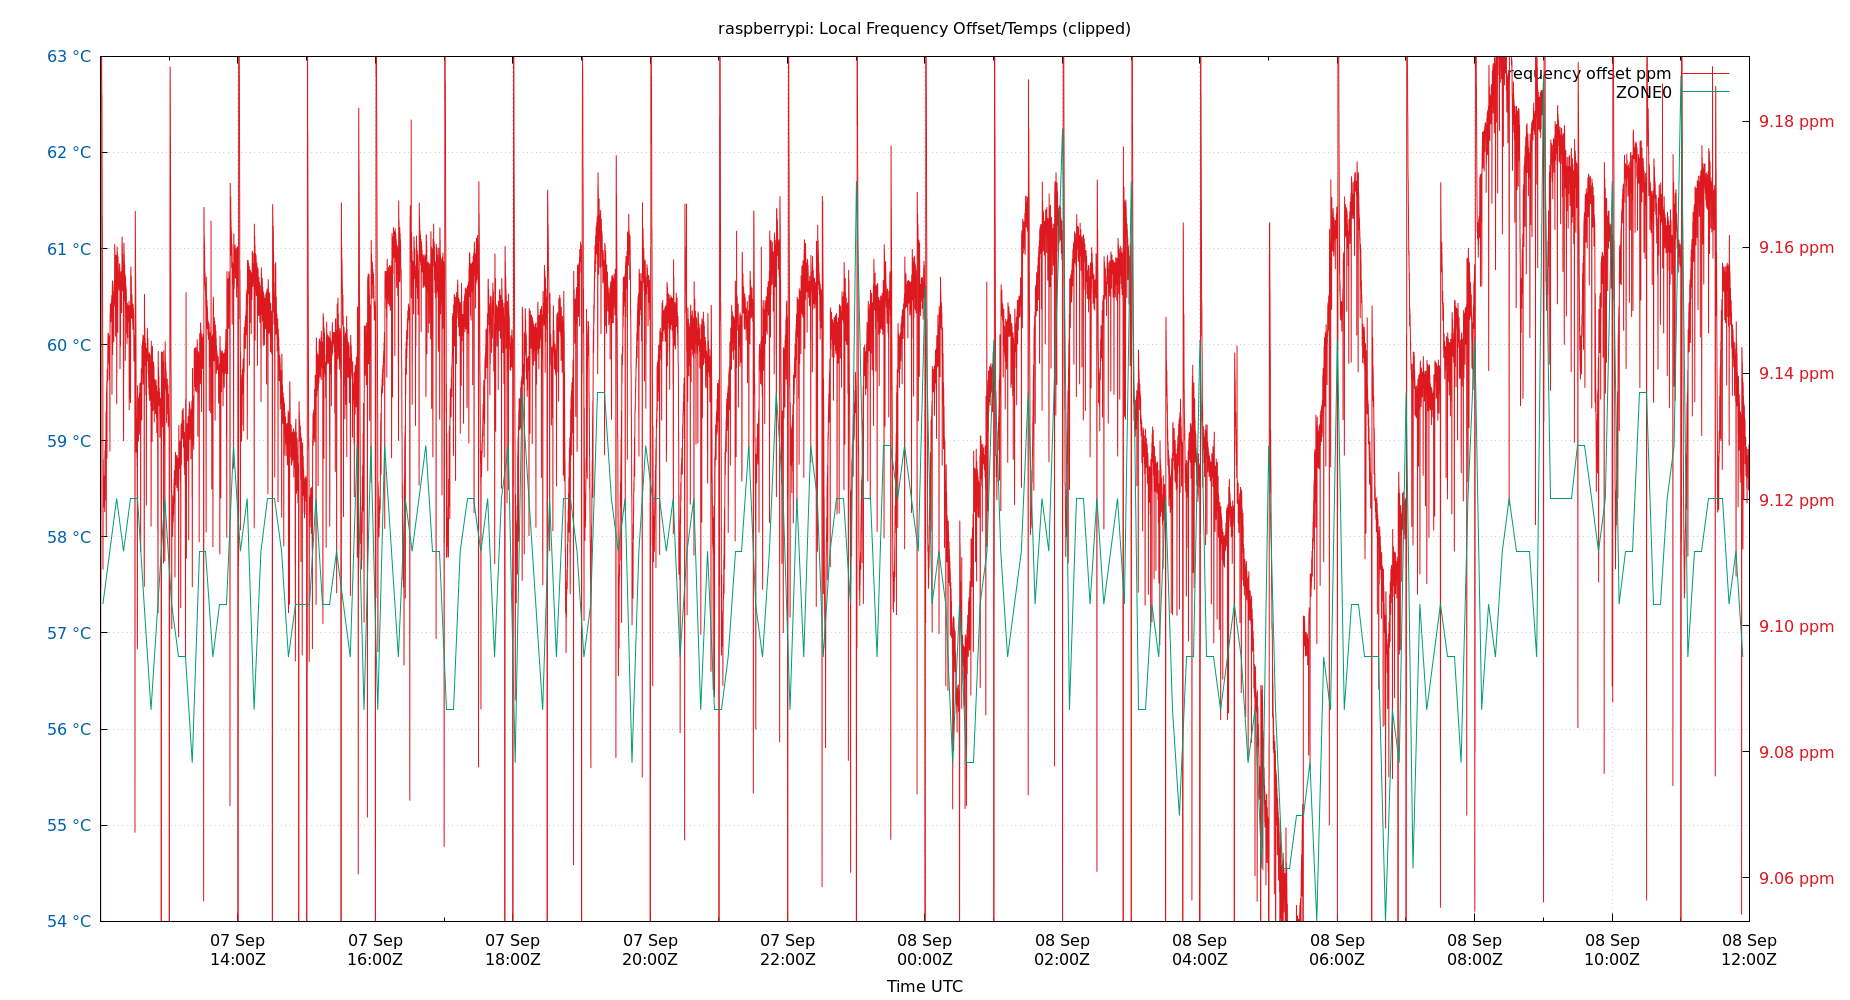 raspberrypi: Local Frequency Offset/Temps (clipped)
63 °C
62 °C
61 °C
60 °C
59 °C
58 °C
57 °C
56 °C
55 °C
54 °C
requency offset ppm
ZONE0
9.18 ppm
9.16 ppm
9.14 ppm
9.12 ppm
9.10 ppm
9.08 ppm
9.06 ppm
07 Sep 07 Sep 07 Sep 07 Sep 07 Sep 08 Sep 08 Sep 08 Sep 08 Sep 08 Sep 08 Sep 08 Sep
14:00Z 16:00Z 18:00Z 20:00Z 22:00Z 00:00Z 02:00Z 04:00Z 06:00Z 08:00Z 10:00Z 12:00Z
Time UTC